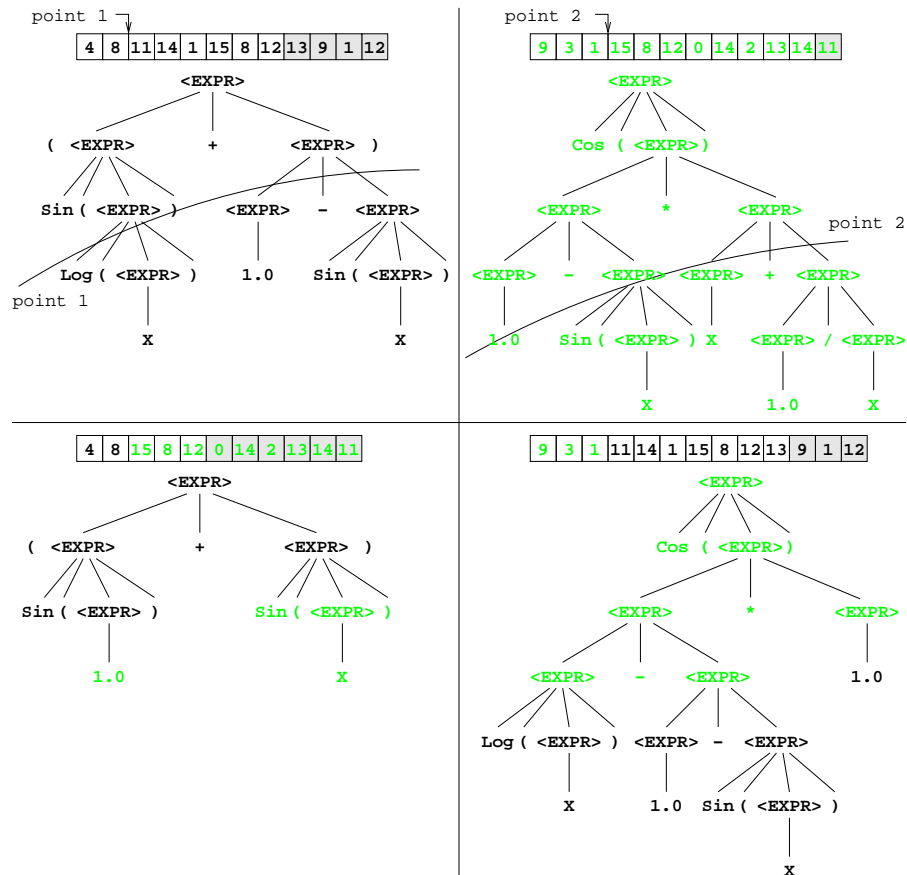 point 1
4 8 11 14 1 15 8 12 13 9 1 12
<EXPR>
( <EXPR> + <EXPR> )
Sin ( <EXPR> ) <EXPR> - <EXPR>
Log ( <EXPR> ) 1.0 Sin ( <EXPR> )
point 1
X X
point 2
9 3 1 15 8 12 0 14 2 13 14 11
<EXPR>
Cos ( <EXPR> )
<EXPR> * <EXPR>
point 2
<EXPR> - <EXPR> <EXPR> + <EXPR>
1.0 Sin ( <EXPR> ) X <EXPR> / <EXPR>
X 1.0 X
4 8 15 8 12 0 14 2 13 14 11
<EXPR>
( <EXPR> + <EXPR> )
Sin ( <EXPR> ) Sin ( <EXPR> )
1.0 X
9 3 1 11 14 1 15 8 12 13 9 1 12
<EXPR>
Cos ( <EXPR> )
<EXPR> * <EXPR>
<EXPR> - <EXPR> 1.0
Log ( <EXPR> ) <EXPR> - <EXPR>
X 1.0 Sin ( <EXPR> )
X